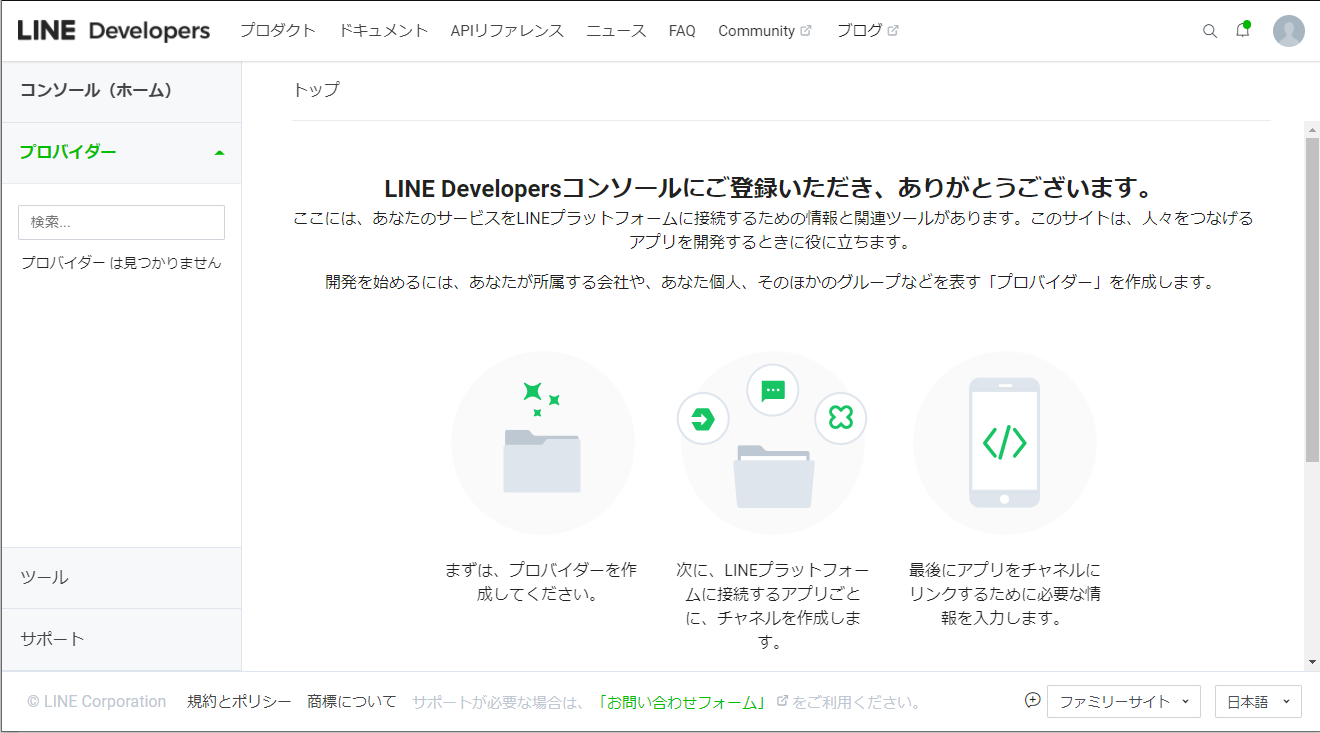 LINE Developers プロダクト ドキュメント APIリファレンス ニュース FAQ Community ブログ
コンソール（ホーム）
プロバイダー
検索...
プロバイダー は見つかりません
ツール
サポート
トップ
LINE Developersコンソールにご登録いただき、ありがとうございます。
ここには、あなたのサービスをLINEプラットフォームに接続するための情報と関連ツールがあります。このサイトは、人々をつなげる
アプリを開発するときに役に立ちます。
開発を始めるには、あなたが所属する会社や、あなた個人、そのほかのグループなどを表す「プロバイダー」を作成します。
まずは、プロバイダーを作
成してください。
次に、LINEプラットフォー
ムに接続するアプリごと
に、チャネルを作成しま
す。
最後にアプリをチャネルに
リンクするために必要な情
報を入力します。
© LINE Corporation 規約とポリシー 商標について サポートが必要な場合は、「お問い合わせフォーム」 をご利用ください。 ファミリーサイト 日本語